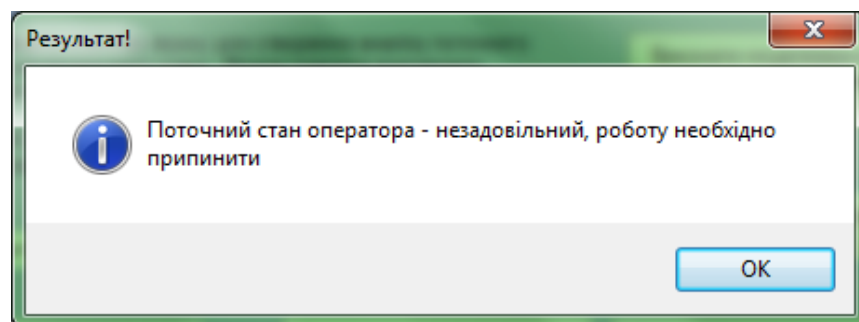 Результат!
Поточний стан оператора - незадовільний, роботу необхідно
припинити
OK